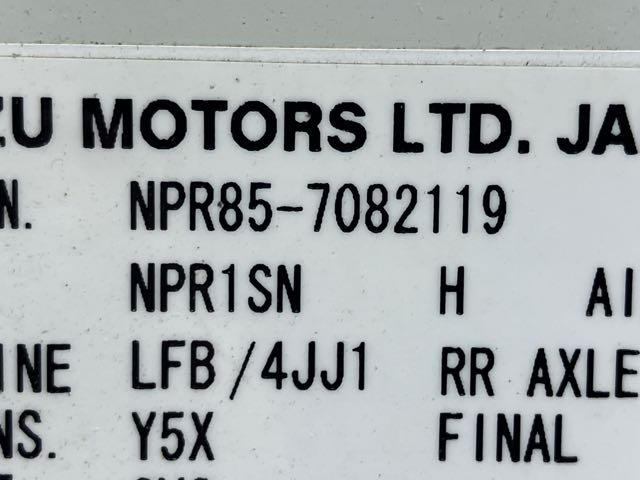 ZU MOTORS LTD. JA
N. NPR85-7082119
NPR1SN H AI
INE LFB/4JJ1 RR AXLE
NS. Y5X FINAL